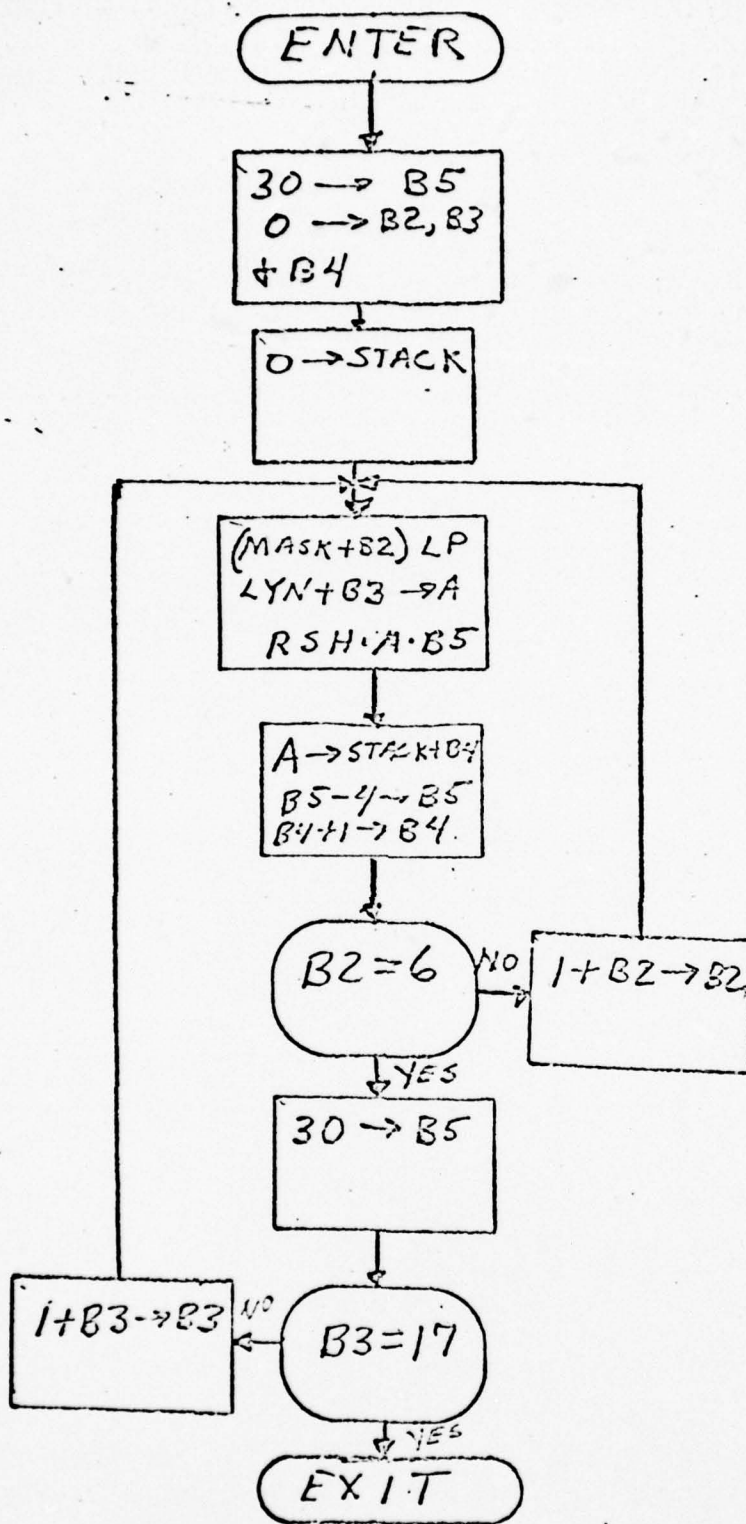 ENTER
30 → B5
0 → B2, B3
+ B4
0 → STACK
(MASK+B2) LP
LYN+B3 → A
RSH·A·B5
A → STACK+B4
B5-4 → B5
B4+1 → B4.
B2=6
NO
1+B2 → B2
YES
30 → B5
1+B3 → B3
NO
B3=17
YES
EXIT